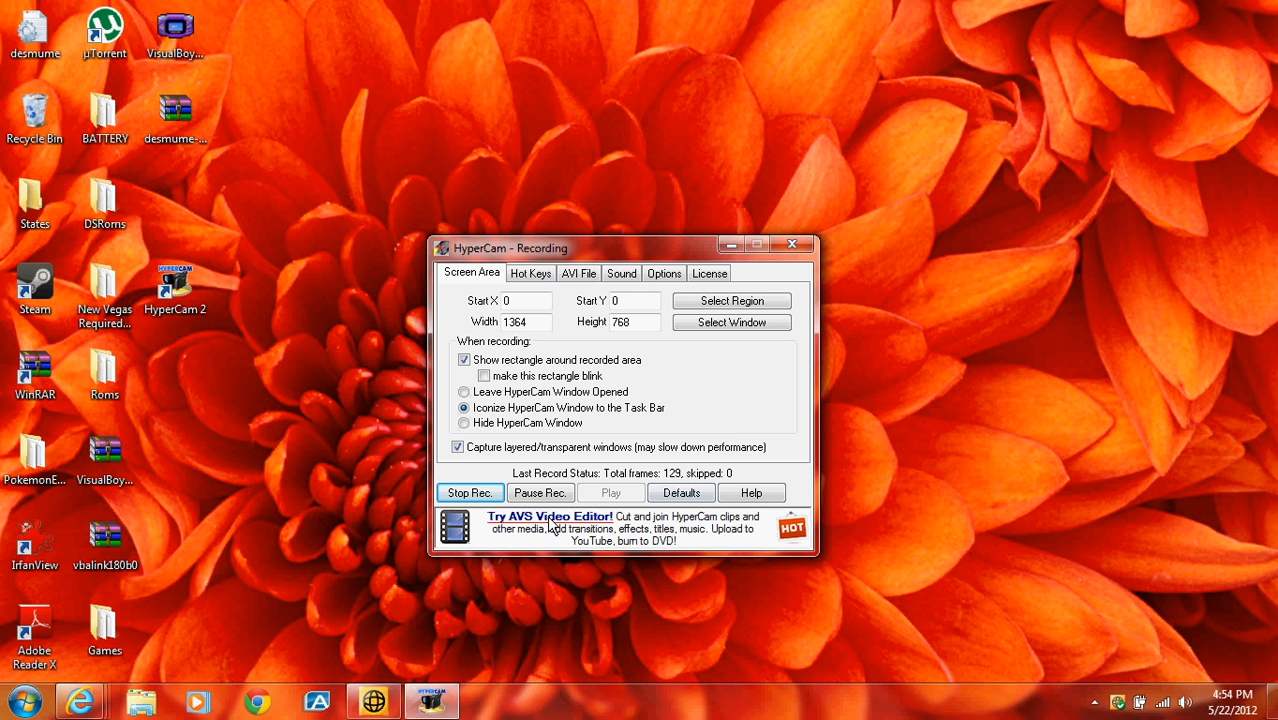 desmume
µTorrent
VisualBoy...
Recycle Bin
BATTERY
desmume-...
States
DSRoms
Steam
New Vegas
Required...
HYPERCAM
HyperCam 2
WinRAR
Roms
PokemonE...
VisualBoy...
IrfanView
vbalink180b0
Adobe
Reader X
Games
HyperCam - Recording
Screen Area Hot Keys AVI File Sound Options License
Start X 0 Start Y 0 Select Region
Width 1364 Height 768 Select Window
When recording:
Show rectangle around recorded area
make this rectangle blink
Leave HyperCam Window Opened
Iconize HyperCam Window to the Task Bar
Hide HyperCam Window
Capture layered/transparent windows (may slow down performance)
Last Record Status: Total frames: 129, skipped: 0
Stop Rec. Pause Rec. Play Defaults Help
Try AVS Video Editor! Cut and join HyperCam clips and
other media, add transitions, effects, titles, music. Upload to
YouTube, burn to DVD!
HOT
HYPERCAM
4:54 PM
5/22/2012